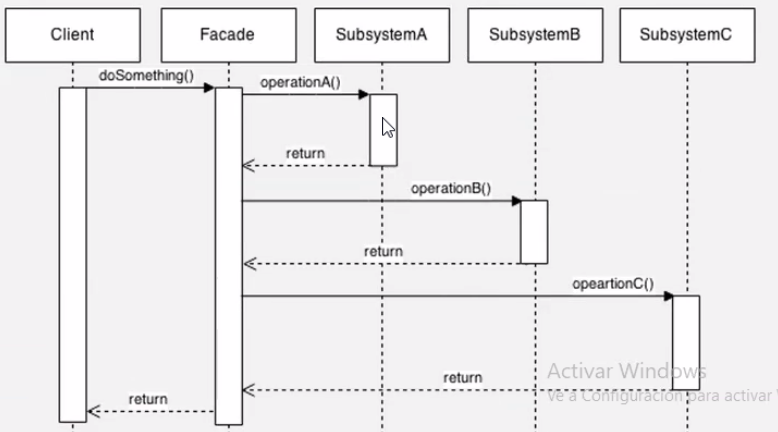 Client
Facade
SubsystemA
SubsystemB
SubsystemC
doSomething()
operationA()
return
operationB()
return
opeartionC()
return
return
Activar Windows
Ve a Configuración para activar